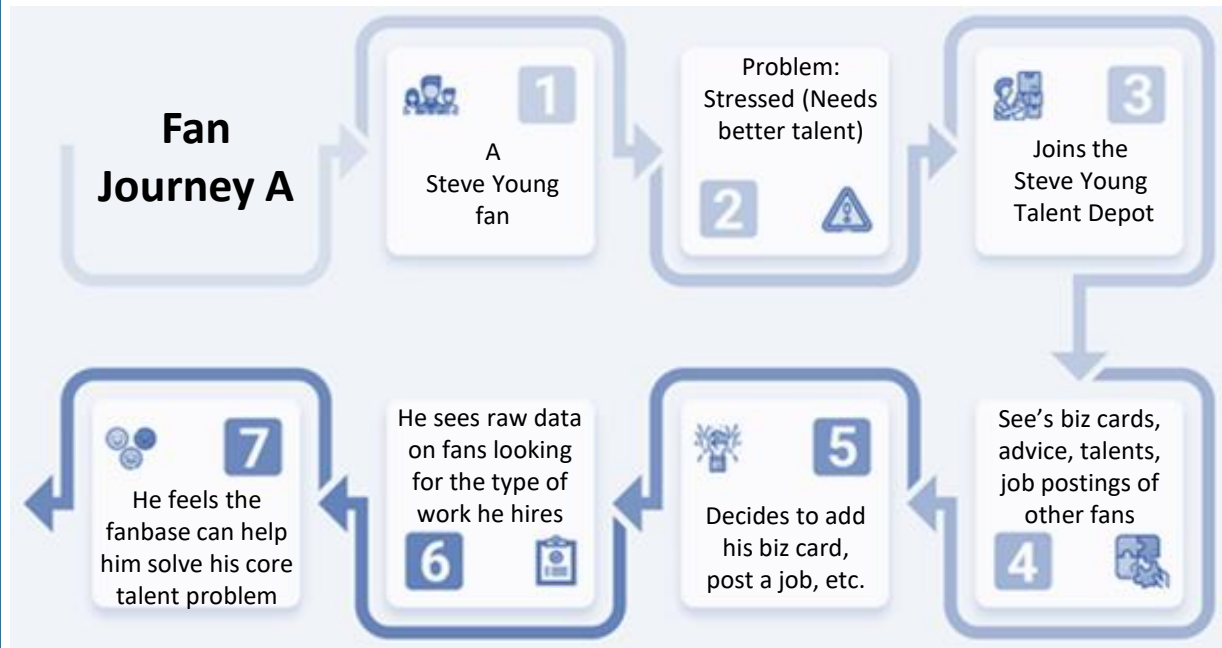 Fan
Journey A
1
A
Steve Young
fan
Problem:
Stressed (Needs
better talent)
2
3
Joins the
Steve Young
Talent Depot
See's biz cards,
advice, talents,
job postings of
other fans
4
5
Decides to add
his biz card,
post a job, etc.
He sees raw data
on fans looking
for the type of
work he hires
6
7
He feels the
fanbase can help
him solve his core
talent problem